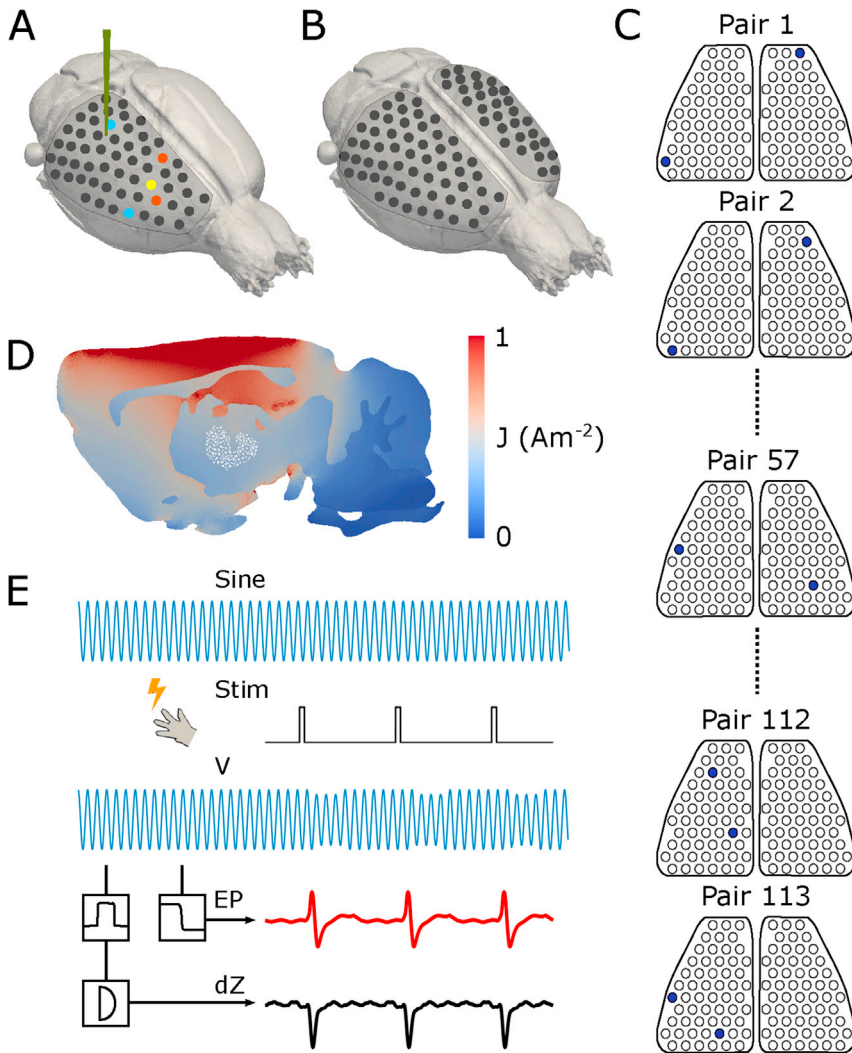 A
B
C
Pair 1
Pair 2
Pair 57
Pair 112
Pair 113
D
1
J (Am⁻²)
0
E
Sine
Stim
V
EP
dZ